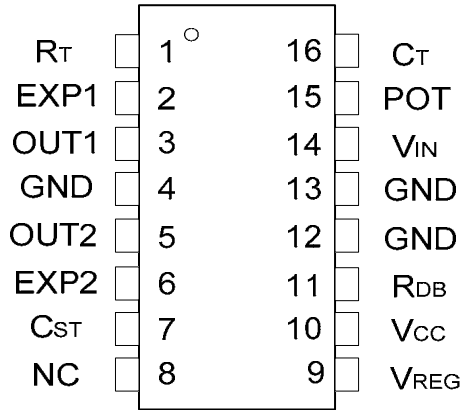 RT 1 16 CT
EXP1 2 15 POT
OUT1 3 14 VIN
GND 4 13 GND
OUT2 5 12 GND
EXP2 6 11 RDB
CST 7 10 VCC
NC 8 9 VREG